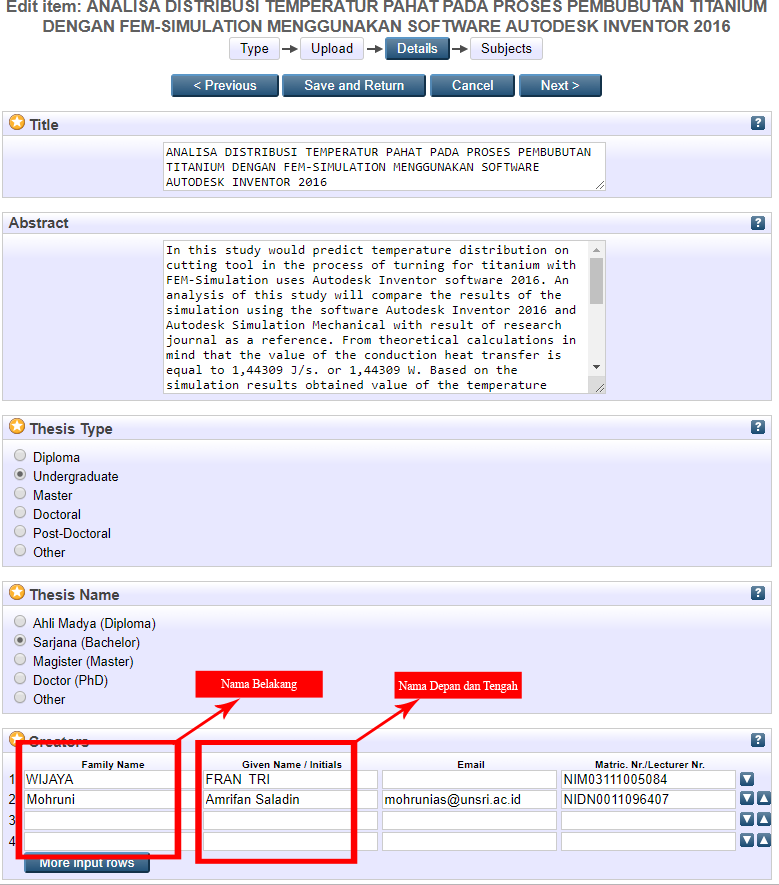 Edit item: ANALISA DISTRIBUSI TEMPERATUR PAHAT PADA PROSES PEMBUBUTAN TITANIUM
DENGAN FEM-SIMULATION MENGGUNAKAN SOFTWARE AUTODESK INVENTOR 2016
Type Upload Details Subjects
< Previous Save and Return Cancel Next >
Title ?
ANALISA DISTRIBUSI TEMPERATUR PAHAT PADA PROSES PEMBUBUTAN
TITANIUM DENGAN FEM-SIMULATION MENGGUNAKAN SOFTWARE
AUTODESK INVENTOR 2016
Abstract ?
In this study would predict temperature distribution on
cutting tool in the process of turning for titanium with
FEM-Simulation uses Autodesk Inventor software 2016. An
analysis of this study will compare the results of the
simulation using the software Autodesk Inventor 2016 and
Autodesk Simulation Mechanical with result of research
journal as a reference. From theoretical calculations in
mind that the value of the conduction heat transfer is
equal to 1,44309 J/s. or 1,44309 W. Based on the
simulation results obtained value of the temperature
Thesis Type ?
Diploma
Undergraduate
Master
Doctoral
Post-Doctoral
Other
Thesis Name ?
Ahli Madya (Diploma)
Sarjana (Bachelor)
Magister (Master)
Doctor (PhD)
Other
Nama Belakang
Nama Depan dan Tengah
Creators ?
Family Name Given Name / Initials Email Matric. Nr./Lecturer Nr.
1 WIJAYA FRAN TRI NIM03111005084
2 Mohruni Amrifan Saladin mohrunias@unsri.ac.id NIDN0011096407
3
4
More input rows